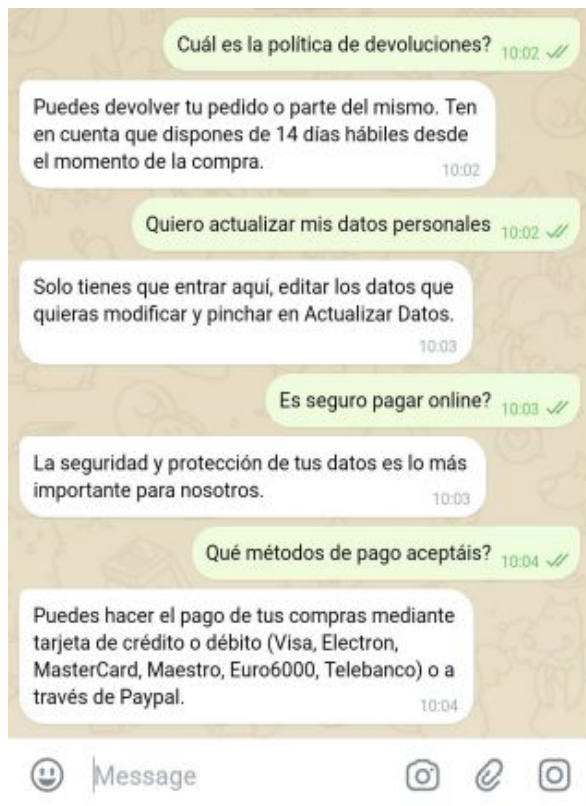 Cuál es la política de devoluciones? 10:02
Puedes devolver tu pedido o parte del mismo. Ten
en cuenta que dispones de 14 días hábiles desde
el momento de la compra.
10:02
Quiero actualizar mis datos personales 10:02
Solo tienes que entrar aquí, editar los datos que
quieras modificar y pinchar en Actualizar Datos.
10:03
Es seguro pagar online? 10:03
La seguridad y protección de tus datos es lo más
importante para nosotros.
10:03
Qué métodos de pago aceptáis? 10:04
Puedes hacer el pago de tus compras mediante
tarjeta de crédito o débito (Visa, Electron,
MasterCard, Maestro, Euro6000, Telebanco) o a
través de Paypal.
10:04
Message